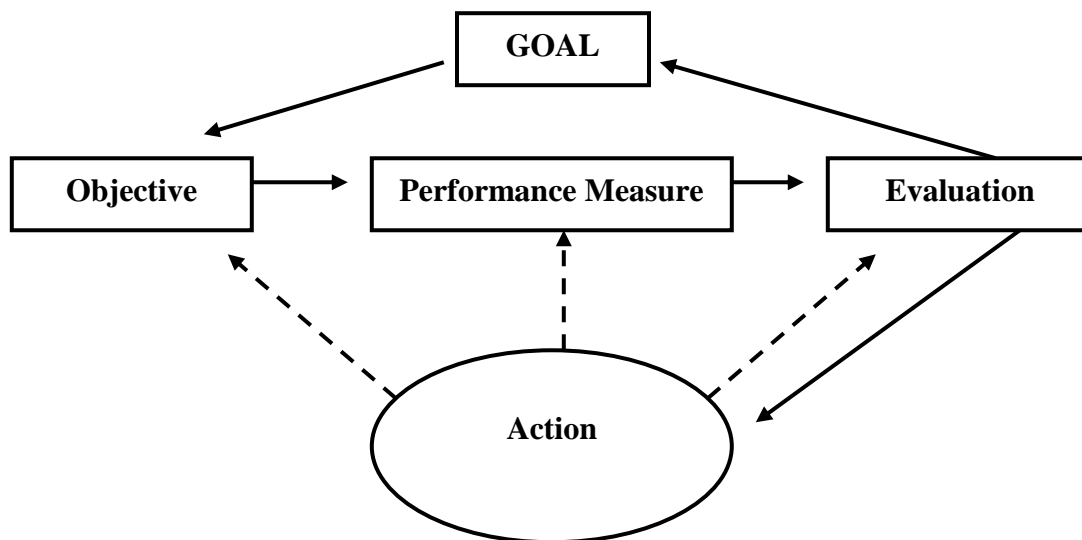 GOAL
Objective
Performance Measure
Evaluation
Action